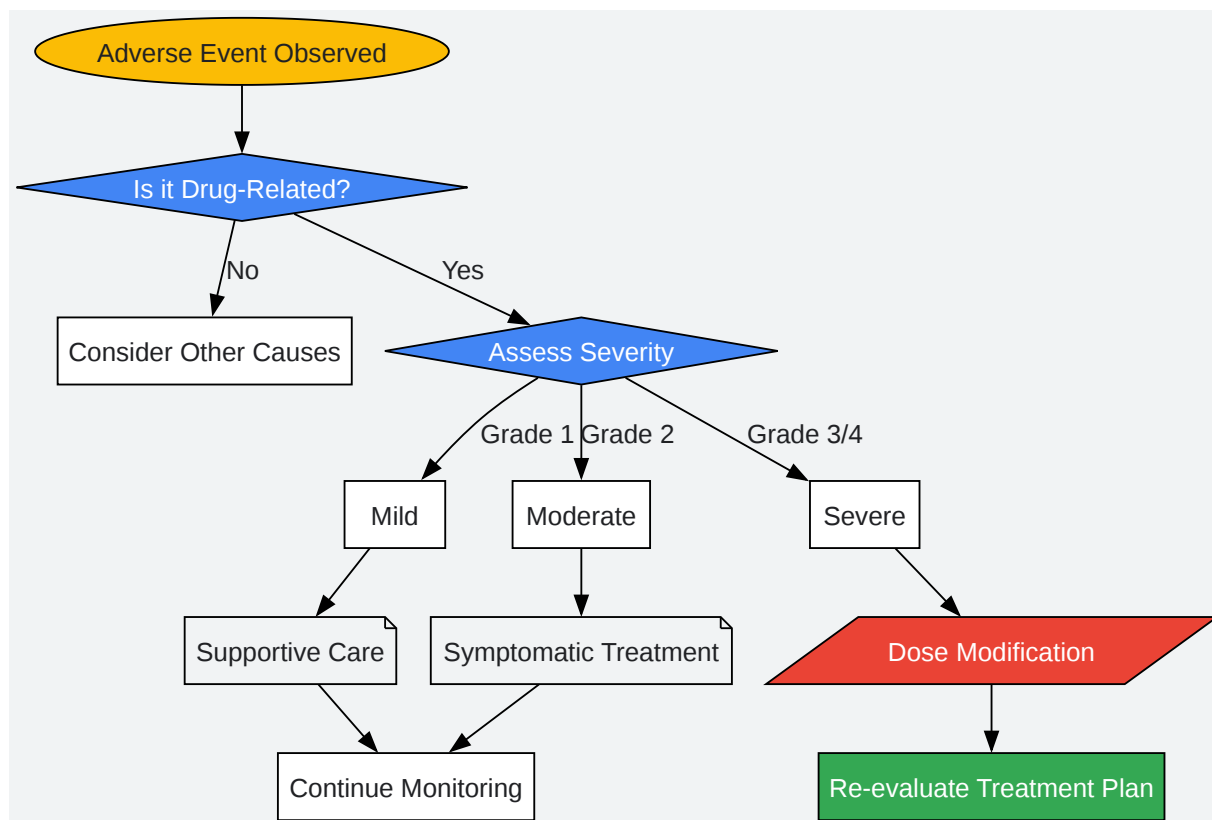 Adverse Event Observed
Is it Drug-Related?
No
Yes
Consider Other Causes
Assess Severity
Grade 1
Grade 2
Grade 3/4
Mild
Moderate
Severe
Supportive Care
Symptomatic Treatment
Dose Modification
Continue Monitoring
Re-evaluate Treatment Plan